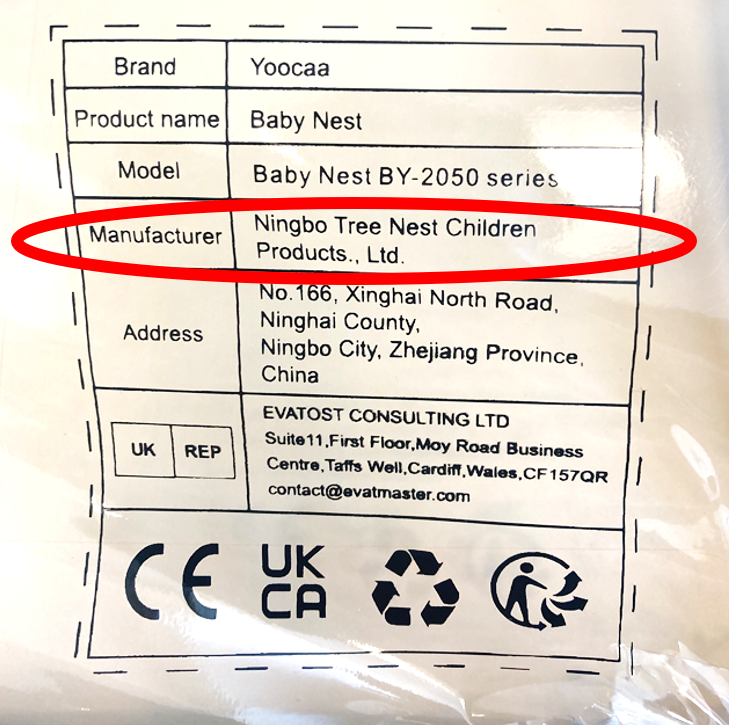 Brand Yoocaa
Product name Baby Nest
Model Baby Nest BY-2050 series
Manufacturer Ningbo Tree Nest Children
Products., Ltd.
Address No.166, Xinghai North Road,
Ninghai County,
Ningbo City, Zhejiang Province,
China
UK REP EVATOST CONSULTING LTD
Suite11,First Floor,Moy Road Business
Centre,Taffs Well,Cardiff,Wales,CF157QR
contact@evatmaster.com
CE UK
CA